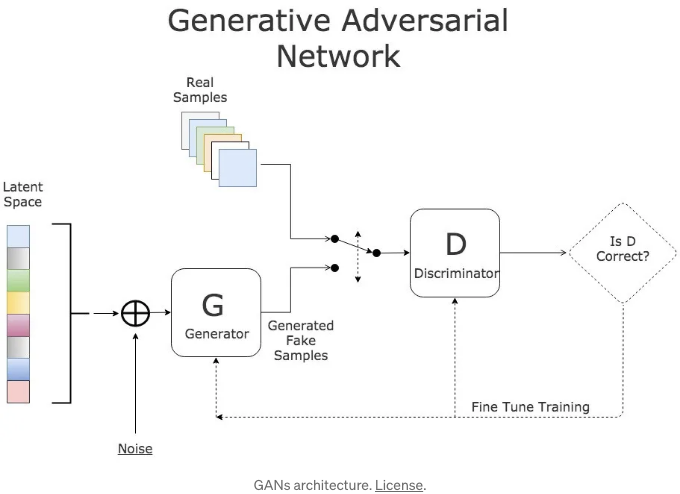 Generative Adversarial
Network
Real
Samples
Latent
Space
D
Discriminator
Is D
Correct?
G
Generator
Generated
Fake
Samples
Fine Tune Training
Noise
GANs architecture. License.